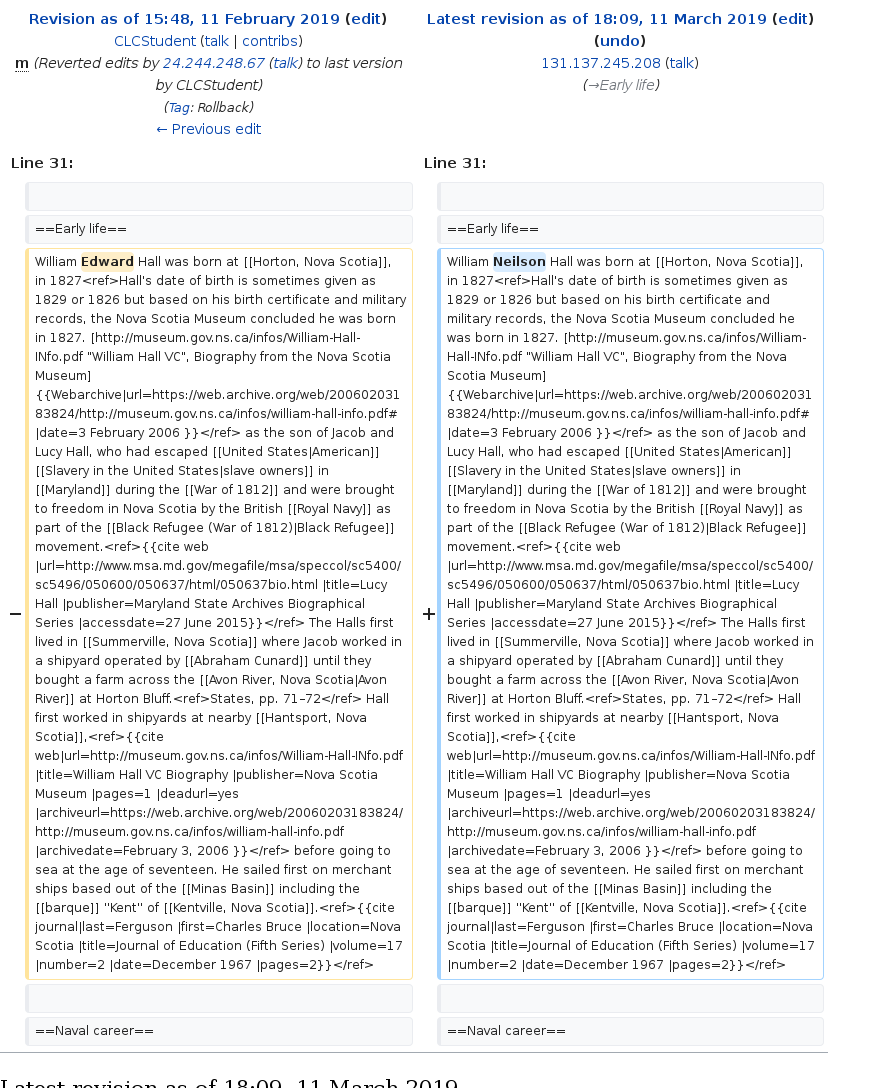 Revision as of 15:48, 11 February 2019 (edit)
CLCStudent (talk | contribs)
m (Reverted edits by 24.244.248.67 (talk) to last version
by CLCStudent)
(Tag: Rollback)
← Previous edit
Latest revision as of 18:09, 11 March 2019 (edit)
(undo)
131.137.245.208 (talk)
(→Early life)
Line 31:
Line 31:
==Early life==
==Early life==
−
William Edward Hall was born at [[Horton, Nova Scotia]],
in 1827<ref>Hall's date of birth is sometimes given as
1829 or 1826 but based on his birth certificate and military
records, the Nova Scotia Museum concluded he was born
in 1827. [http://museum.gov.ns.ca/infos/William-Hall-
INfo.pdf "William Hall VC", Biography from the Nova Scotia
Museum]
{{Webarchive|url=https://web.archive.org/web/200602031
83824/http://museum.gov.ns.ca/infos/william-hall-info.pdf#
|date=3 February 2006 }}</ref> as the son of Jacob and
Lucy Hall, who had escaped [[United States|American]]
[[Slavery in the United States|slave owners]] in
[[Maryland]] during the [[War of 1812]] and were brought
to freedom in Nova Scotia by the British [[Royal Navy]] as
part of the [[Black Refugee (War of 1812)|Black Refugee]]
movement.<ref>{{cite web
|url=http://www.msa.md.gov/megafile/msa/speccol/sc5400/
sc5496/050600/050637/html/050637bio.html |title=Lucy
Hall |publisher=Maryland State Archives Biographical
Series |accessdate=27 June 2015}}</ref> The Halls first
lived in [[Summerville, Nova Scotia]] where Jacob worked in
a shipyard operated by [[Abraham Cunard]] until they
bought a farm across the [[Avon River, Nova Scotia|Avon
River]] at Horton Bluff.<ref>States, pp. 71–72</ref> Hall
first worked in shipyards at nearby [[Hantsport, Nova
Scotia]],<ref>{{cite
web|url=http://museum.gov.ns.ca/infos/William-Hall-INfo.pdf
|title=William Hall VC Biography |publisher=Nova Scotia
Museum |pages=1 |deadurl=yes
|archiveurl=https://web.archive.org/web/20060203183824/
http://museum.gov.ns.ca/infos/william-hall-info.pdf
|archivedate=February 3, 2006 }}</ref> before going to
sea at the age of seventeen. He sailed first on merchant
ships based out of the [[Minas Basin]] including the
[[barque]] ''Kent'' of [[Kentville, Nova Scotia]].<ref>{{cite
journal|last=Ferguson |first=Charles Bruce |location=Nova
Scotia |title=Journal of Education (Fifth Series) |volume=17
|number=2 |date=December 1967 |pages=2}}</ref>
+
William Neilson Hall was born at [[Horton, Nova Scotia]],
in 1827<ref>Hall's date of birth is sometimes given as
1829 or 1826 but based on his birth certificate and
military records, the Nova Scotia Museum concluded he
was born in 1827. [http://museum.gov.ns.ca/infos/William-
Hall-INfo.pdf "William Hall VC", Biography from the Nova
Scotia Museum]
{{Webarchive|url=https://web.archive.org/web/200602031
83824/http://museum.gov.ns.ca/infos/william-hall-info.pdf#
|date=3 February 2006 }}</ref> as the son of Jacob and
Lucy Hall, who had escaped [[United States|American]]
[[Slavery in the United States|slave owners]] in
[[Maryland]] during the [[War of 1812]] and were brought
to freedom in Nova Scotia by the British [[Royal Navy]] as
part of the [[Black Refugee (War of 1812)|Black Refugee]]
movement.<ref>{{cite web
|url=http://www.msa.md.gov/megafile/msa/speccol/sc5400/
sc5496/050600/050637/html/050637bio.html |title=Lucy
Hall |publisher=Maryland State Archives Biographical
Series |accessdate=27 June 2015}}</ref> The Halls first
lived in [[Summerville, Nova Scotia]] where Jacob worked in
a shipyard operated by [[Abraham Cunard]] until they
bought a farm across the [[Avon River, Nova Scotia|Avon
River]] at Horton Bluff.<ref>States, pp. 71–72</ref> Hall
first worked in shipyards at nearby [[Hantsport, Nova
Scotia]],<ref>{{cite
web|url=http://museum.gov.ns.ca/infos/William-Hall-INfo.pdf
|title=William Hall VC Biography |publisher=Nova Scotia
Museum |pages=1 |deadurl=yes
|archiveurl=https://web.archive.org/web/20060203183824/
http://museum.gov.ns.ca/infos/william-hall-info.pdf
|archivedate=February 3, 2006 }}</ref> before going to
sea at the age of seventeen. He sailed first on merchant
ships based out of the [[Minas Basin]] including the
[[barque]] ''Kent'' of [[Kentville, Nova Scotia]].<ref>{{cite
journal|last=Ferguson |first=Charles Bruce |location=Nova
Scotia |title=Journal of Education (Fifth Series) |volume=17
|number=2 |date=December 1967 |pages=2}}</ref>
==Naval career==
==Naval career==
Latest revision as of 18:09, 11 March 2019